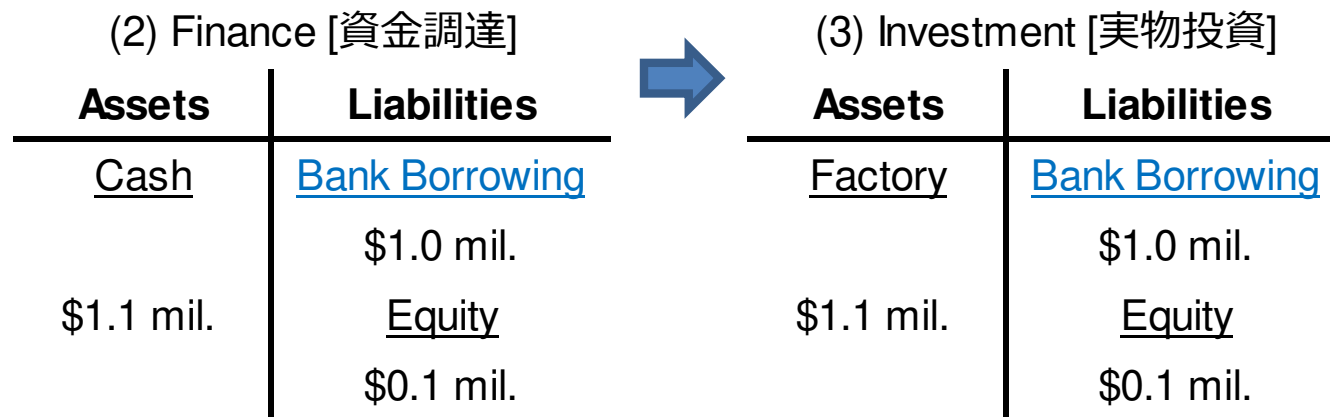 (2) Finance [資金調達]
Assets Liabilities
Cash Bank Borrowing
$1.0 mil.
$1.1 mil. Equity
$0.1 mil.
(3) Investment [実物投資]
Assets Liabilities
Factory Bank Borrowing
$1.0 mil.
$1.1 mil. Equity
$0.1 mil.